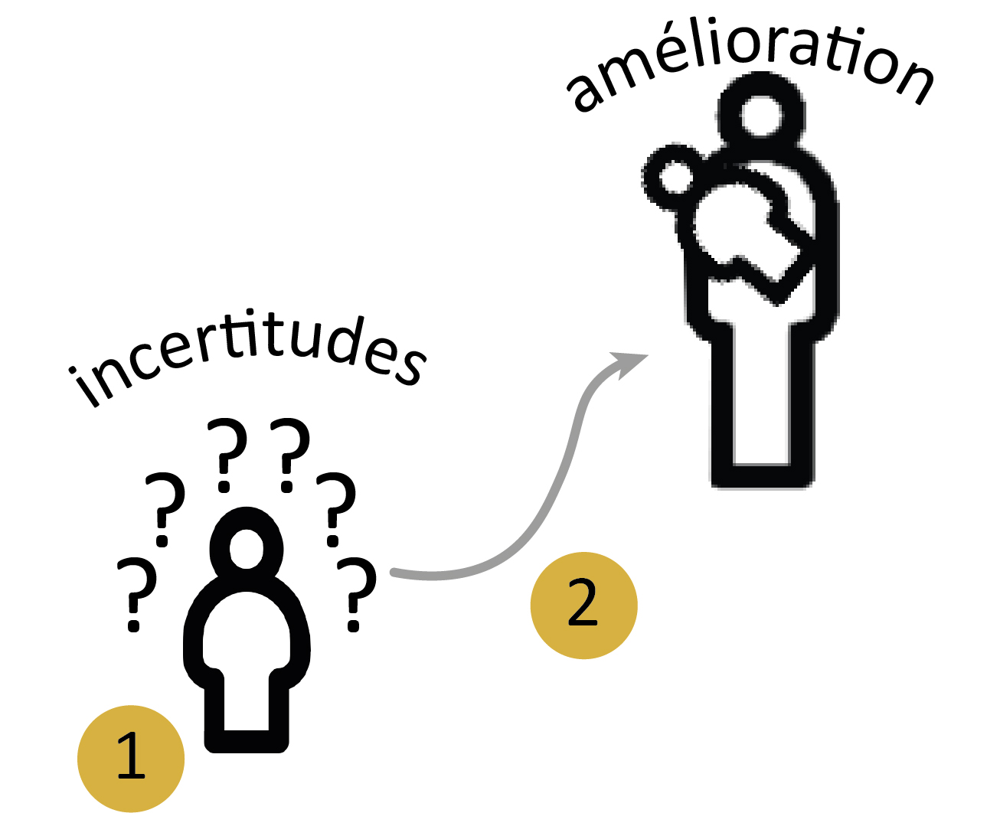 amélioration
incertitudes
? ?
? ?
? ?
2
1